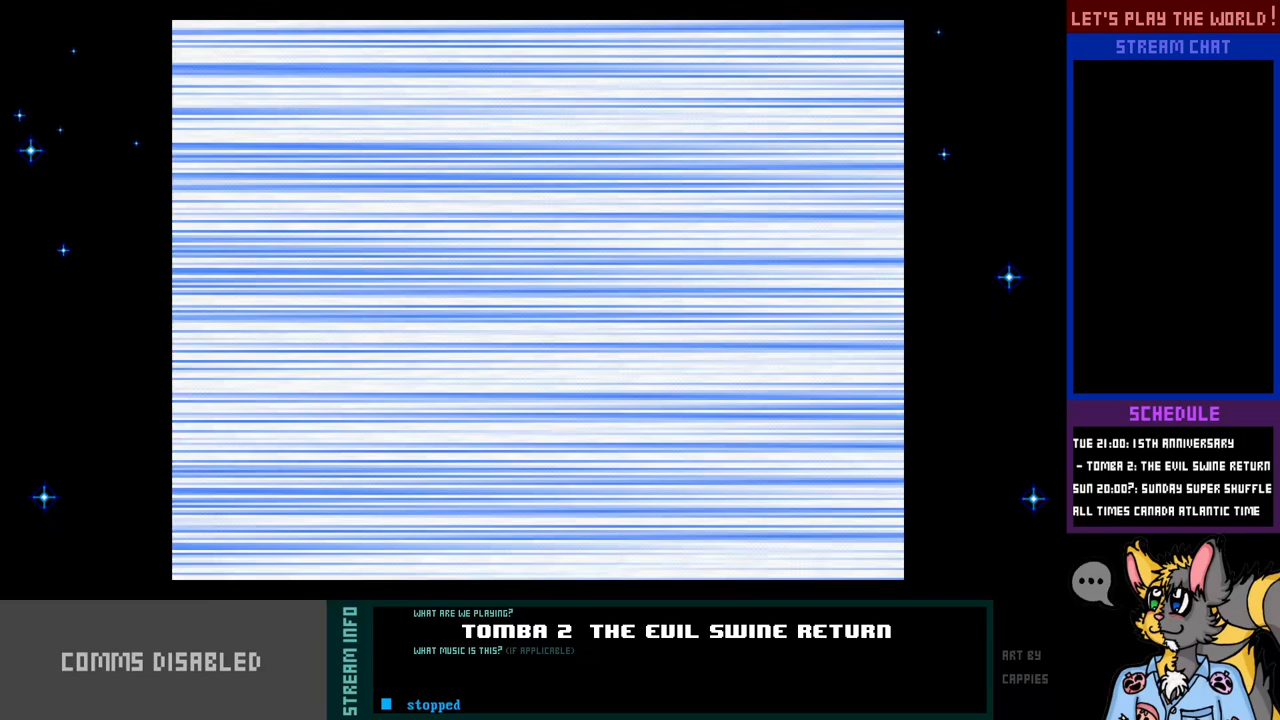 LET'S PLAY THE WORLD!
STREAM CHAT
SCHEDULE
TUE 21:00: 15TH ANNIVERSARY
- TOMBA 2: THE EVIL SWINE RETURN
SUN 20:00?: SUNDAY SUPER SHUFFLE
ALL TIMES CANADA ATLANTIC TIME
COMMS DISABLED
STREAM INFO
WHAT ARE WE PLAYING?
TOMBA 2 THE EVIL SWINE RETURN
WHAT MUSIC IS THIS? (IF APPLICABLE)
stopped
ART BY
CAPPIES